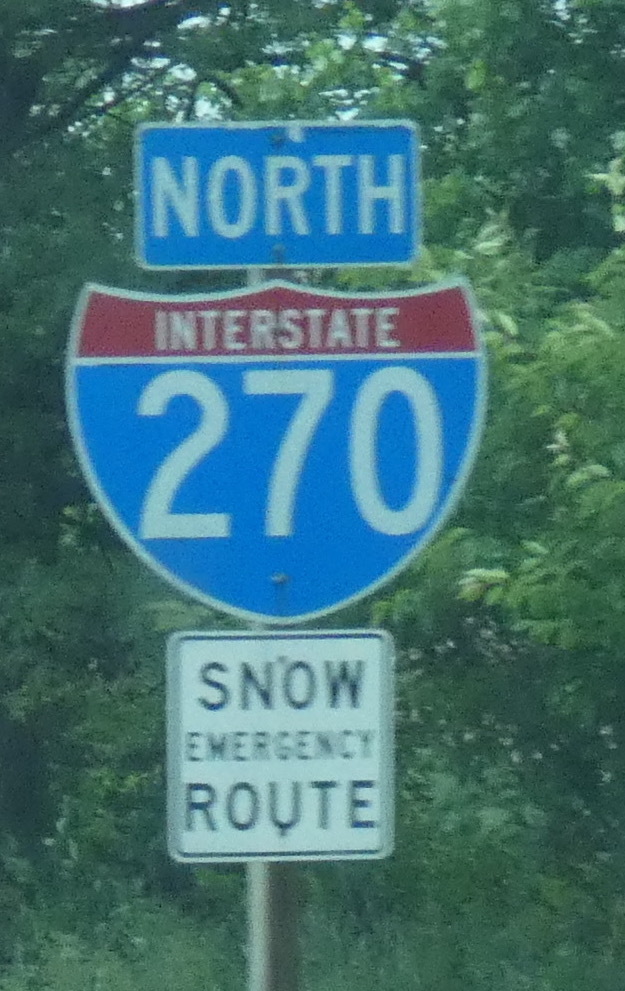 NORTH
INTERSTATE
270
SNOW
EMERGENCY
ROUTE